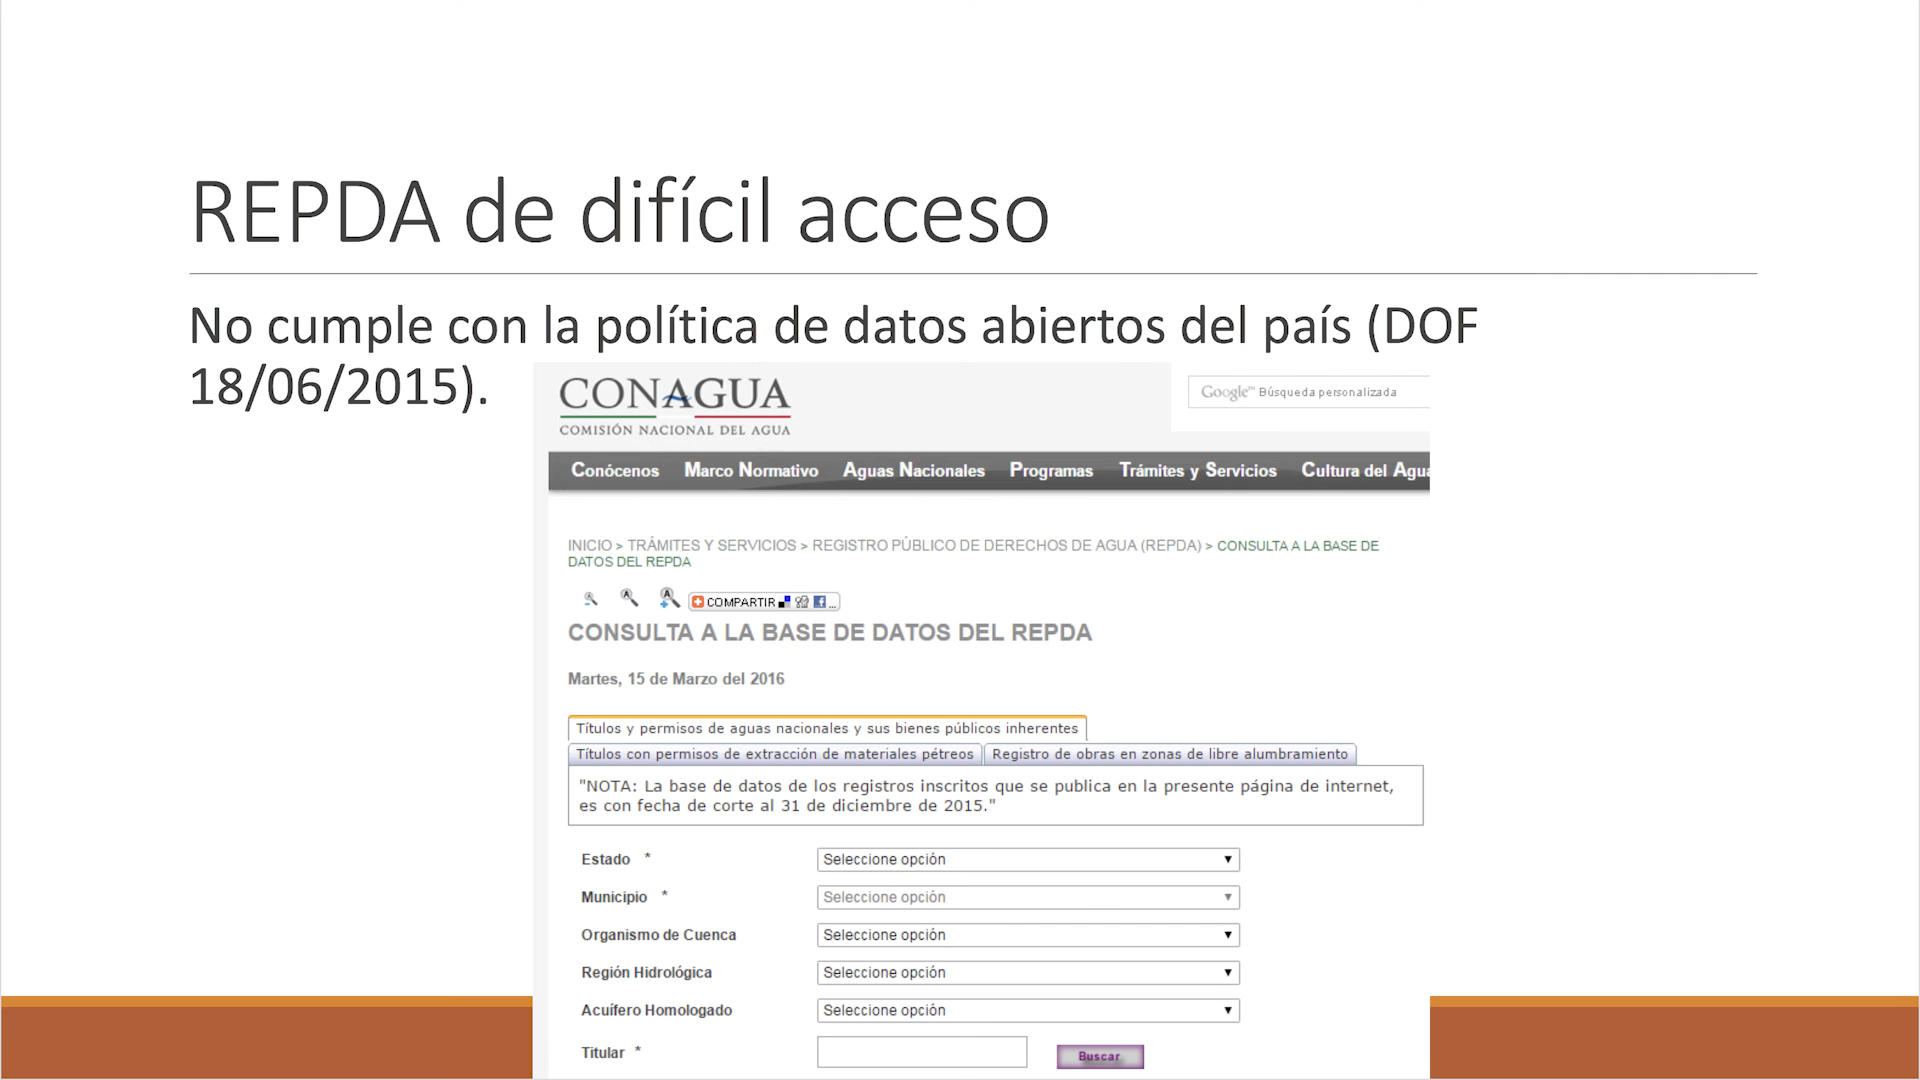 REPDA de difícil acceso
No cumple con la política de datos abiertos del país (DOF
18/06/2015).
CONAGUA
COMISIÓN NACIONAL DEL AGUA
Google™ Búsqueda personalizada
Conócenos Marco Normativo Aguas Nacionales Programas Trámites y Servicios Cultura del Agua
INICIO > TRÁMITES Y SERVICIOS > REGISTRO PÚBLICO DE DERECHOS DE AGUA (REPDA) > CONSULTA A LA BASE DE
DATOS DEL REPDA
COMPARTIR ...
CONSULTA A LA BASE DE DATOS DEL REPDA
Martes, 15 de Marzo del 2016
Títulos y permisos de aguas nacionales y sus bienes públicos inherentes
Títulos con permisos de extracción de materiales pétreos Registro de obras en zonas de libre alumbramiento
"NOTA: La base de datos de los registros inscritos que se publica en la presente página de internet,
es con fecha de corte al 31 de diciembre de 2015."
Estado * Seleccione opción
Municipio * Seleccione opción
Organismo de Cuenca Seleccione opción
Región Hidrológica Seleccione opción
Acuífero Homologado Seleccione opción
Titular * Buscar